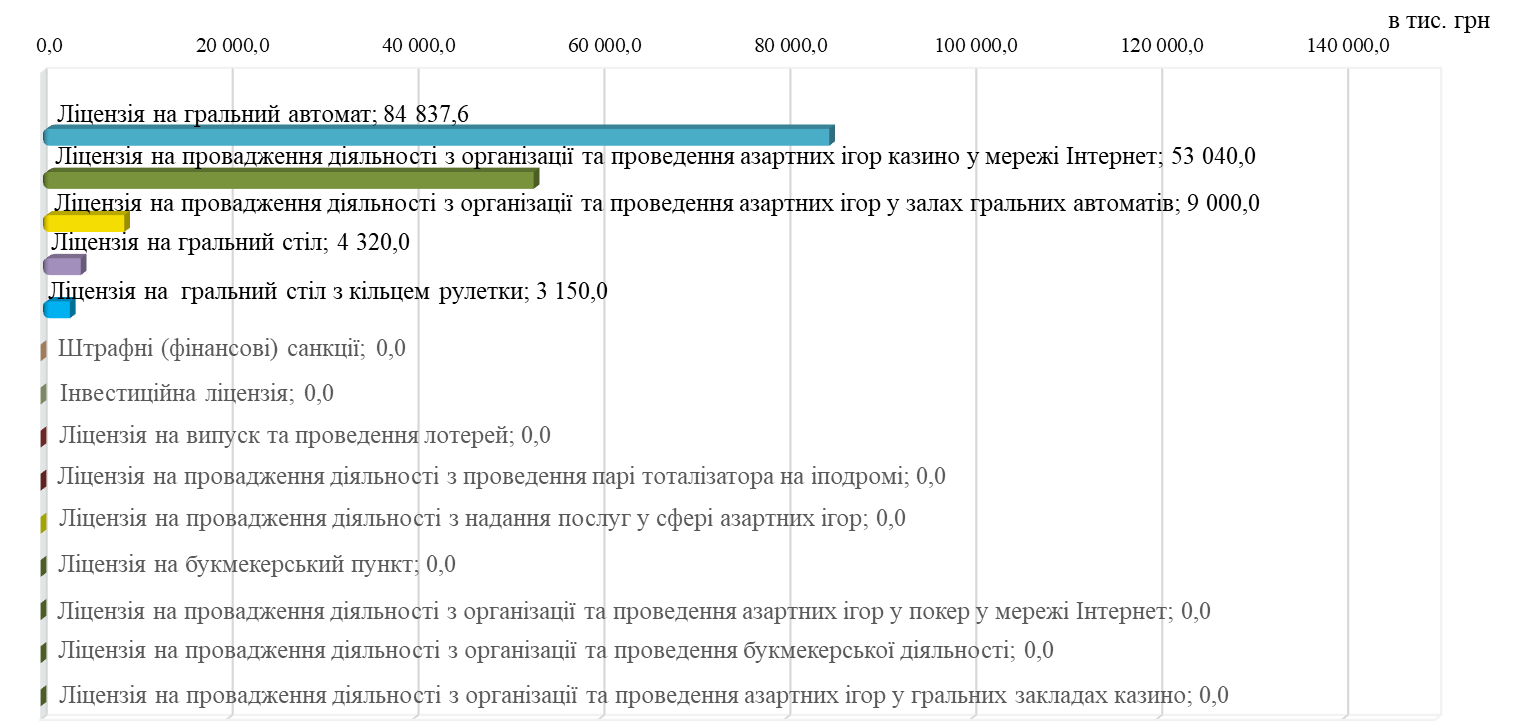 в тис. грн
0,0 20 000,0 40 000,0 60 000,0 80 000,0 100 000,0 120 000,0 140 000,0
Ліцензія на гральний автомат; 84 837,6
Ліцензія на провадження діяльності з організації та проведення азартних ігор казино у мережі Інтернет; 53 040,0
Ліцензія на провадження діяльності з організації та проведення азартних ігор у залах гральних автоматів; 9 000,0
Ліцензія на гральний стіл; 4 320,0
Ліцензія на гральний стіл з кільцем рулетки; 3 150,0
Штрафні (фінансові) санкції; 0,0
Інвестиційна ліцензія; 0,0
Ліцензія на випуск та проведення лотерей; 0,0
Ліцензія на провадження діяльності з проведення парі тоталізатора на іподромі; 0,0
Ліцензія на провадження діяльності з надання послуг у сфері азартних ігор; 0,0
Ліцензія на букмекерський пункт; 0,0
Ліцензія на провадження діяльності з організації та проведення азартних ігор у покер у мережі Інтернет; 0,0
Ліцензія на провадження діяльності з організації та проведення букмекерської діяльності; 0,0
Ліцензія на провадження діяльності з організації та проведення азартних ігор у гральних закладах казино; 0,0